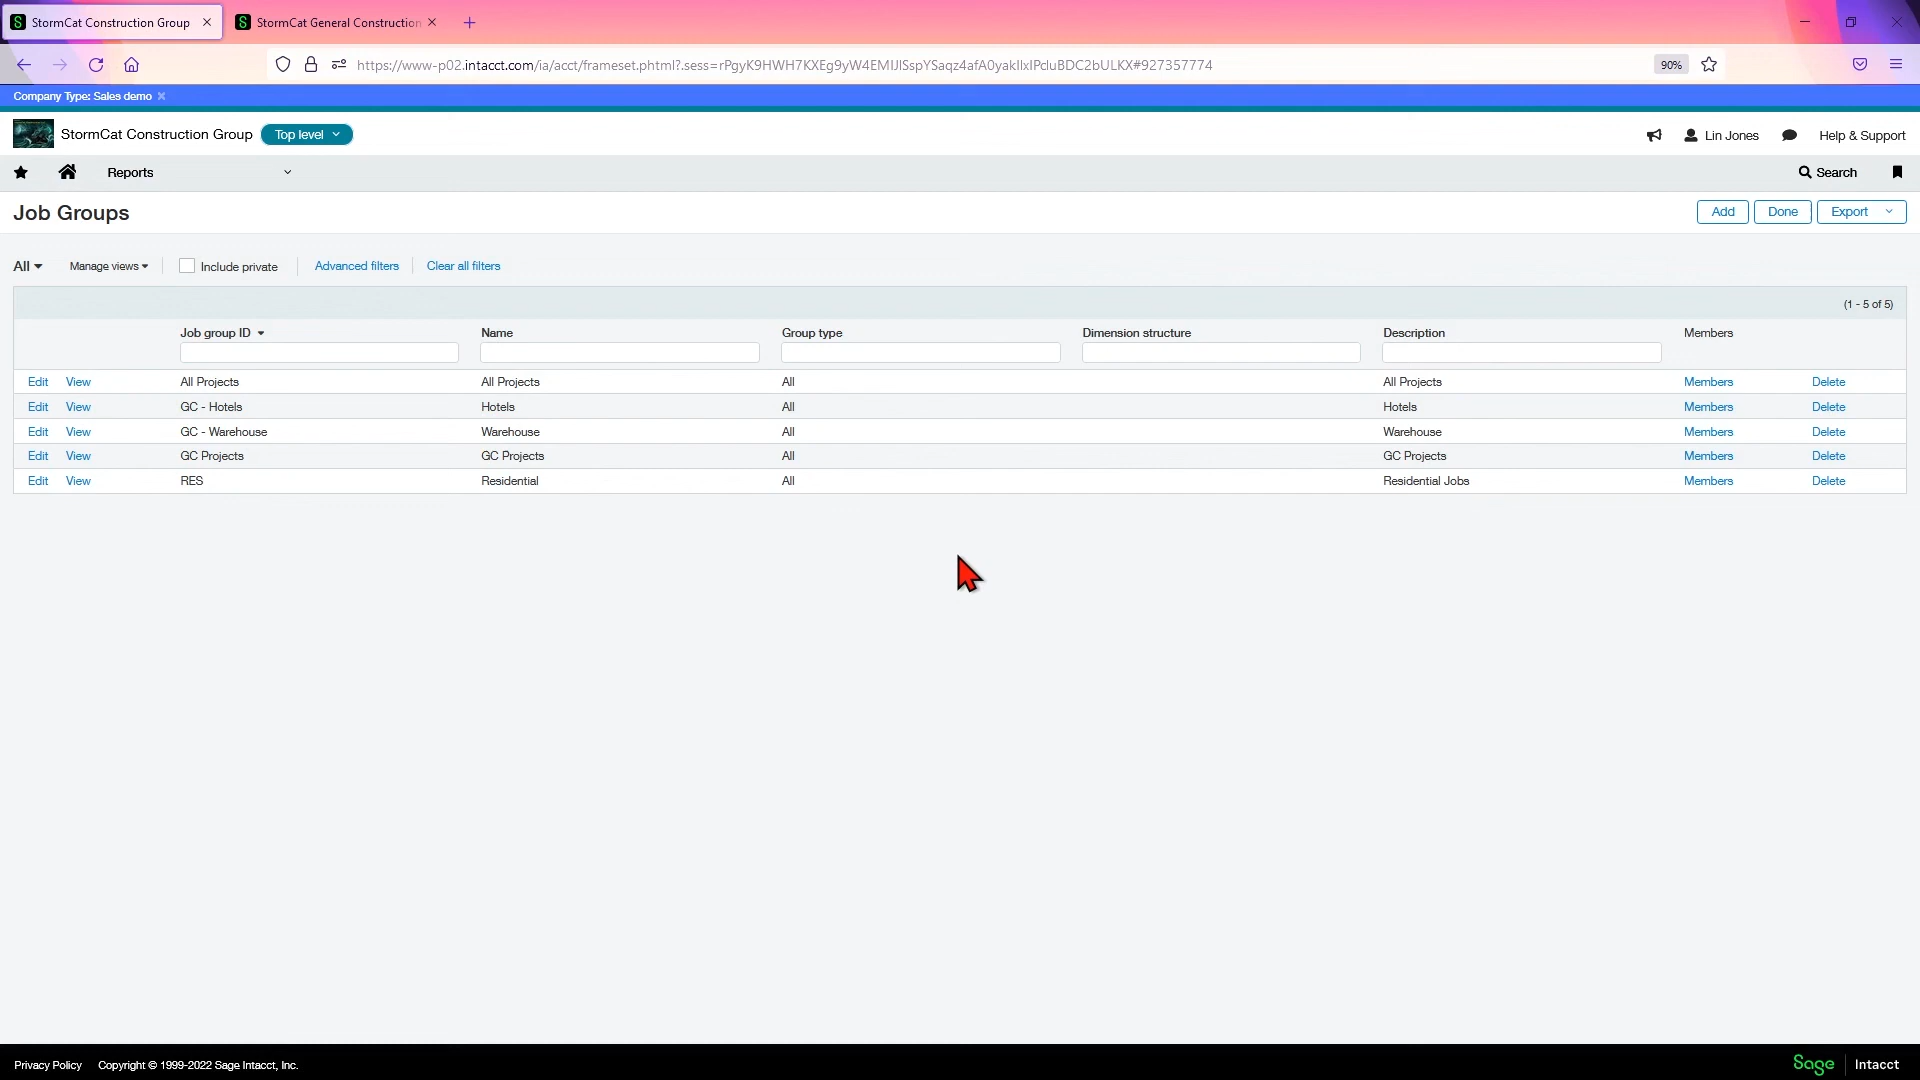 StormCat Construction Group
StormCat General Construction
https://www-p02.intacct.com/ia/acct/frameset.phtml?.sess=rPgyK9HWH7KXEg9yW4EMIJlSspYSaqz4afA0yakIlxIPcluBDC2bULKX#927357774
90%
Company Type: Sales demo
StormCat Construction Group Top level
Lin Jones Help & Support
Reports Search
Job Groups Add Done Export
All Manage views Include private Advanced filters Clear all filters
(1 - 5 of 5)
Job group ID Name Group type Dimension structure Description Members
Edit View All Projects All Projects All All Projects Members Delete
Edit View GC - Hotels Hotels All Hotels Members Delete
Edit View GC - Warehouse Warehouse All Warehouse Members Delete
Edit View GC Projects GC Projects All GC Projects Members Delete
Edit View RES Residential All Residential Jobs Members Delete
Privacy Policy Copyright © 1999-2022 Sage Intacct, Inc. Sage Intacct